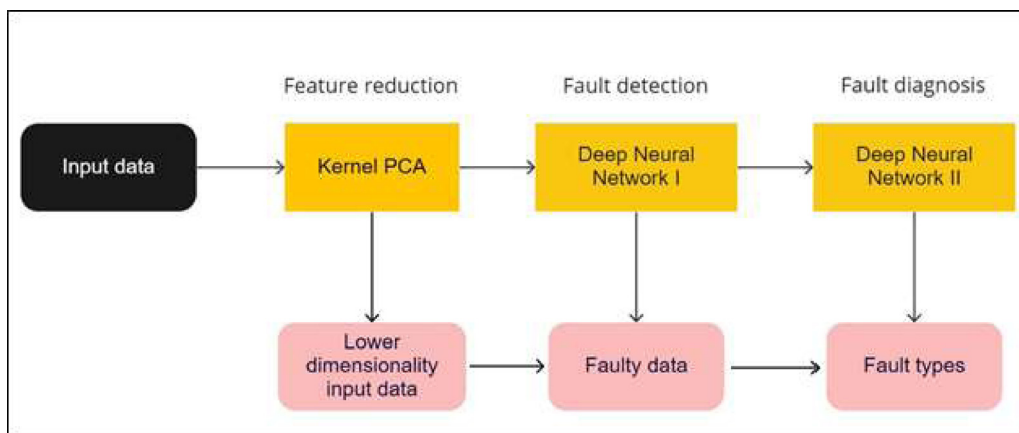 Feature reduction
Fault detection
Fault diagnosis
Input data
Kernel PCA
Deep Neural
Network I
Deep Neural
Network II
Lower
dimensionality
input data
Faulty data
Fault types